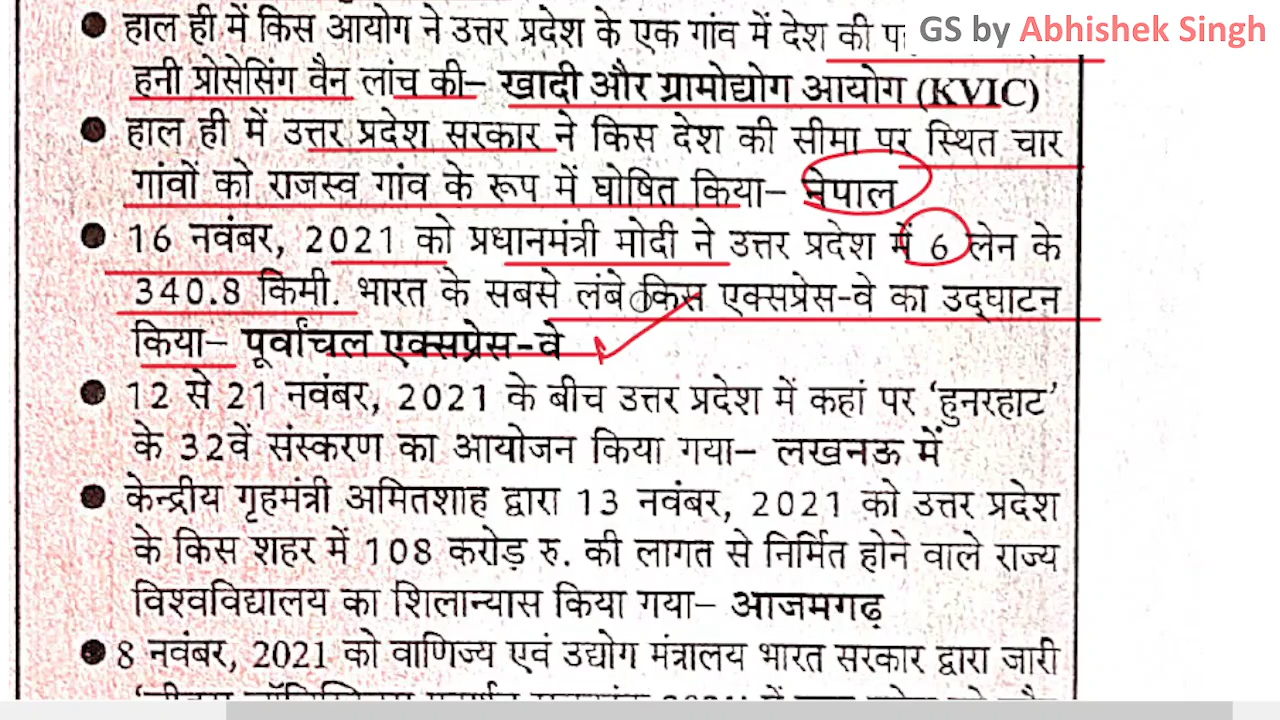 GS by Abhishek Singh
हाल ही में किस आयोग ने उत्तर प्रदेश के एक गांव में देश की
हनी प्रोसेसिंग वैन लांच की– खादी और ग्रामोद्योग आयोग (KVIC)
हाल ही में उत्तर प्रदेश सरकार ने किस देश की सीमा पर स्थित चार
गांवों को राजस्व गांव के रूप में घोषित किया– नेपाल
16 नवंबर, 2021 को प्रधानमंत्री मोदी ने उत्तर प्रदेश में 6 लेन के
340.8 किमी. भारत के सबसे लंबे किस एक्सप्रेस-वे का उद्घाटन
किया– पूर्वांचल एक्सप्रेस-वे
12 से 21 नवंबर, 2021 के बीच उत्तर प्रदेश में कहां पर ‘हुनरहाट’
के 32वें संस्करण का आयोजन किया गया– लखनऊ में
केन्द्रीय गृहमंत्री अमितशाह द्वारा 13 नवंबर, 2021 को उत्तर प्रदेश
के किस शहर में 108 करोड़ रु. की लागत से निर्मित होने वाले राज्य
विश्वविद्यालय का शिलान्यास किया गया– आजमगढ़
8 नवंबर, 2021 को वाणिज्य एवं उद्योग मंत्रालय भारत सरकार द्वारा जारी